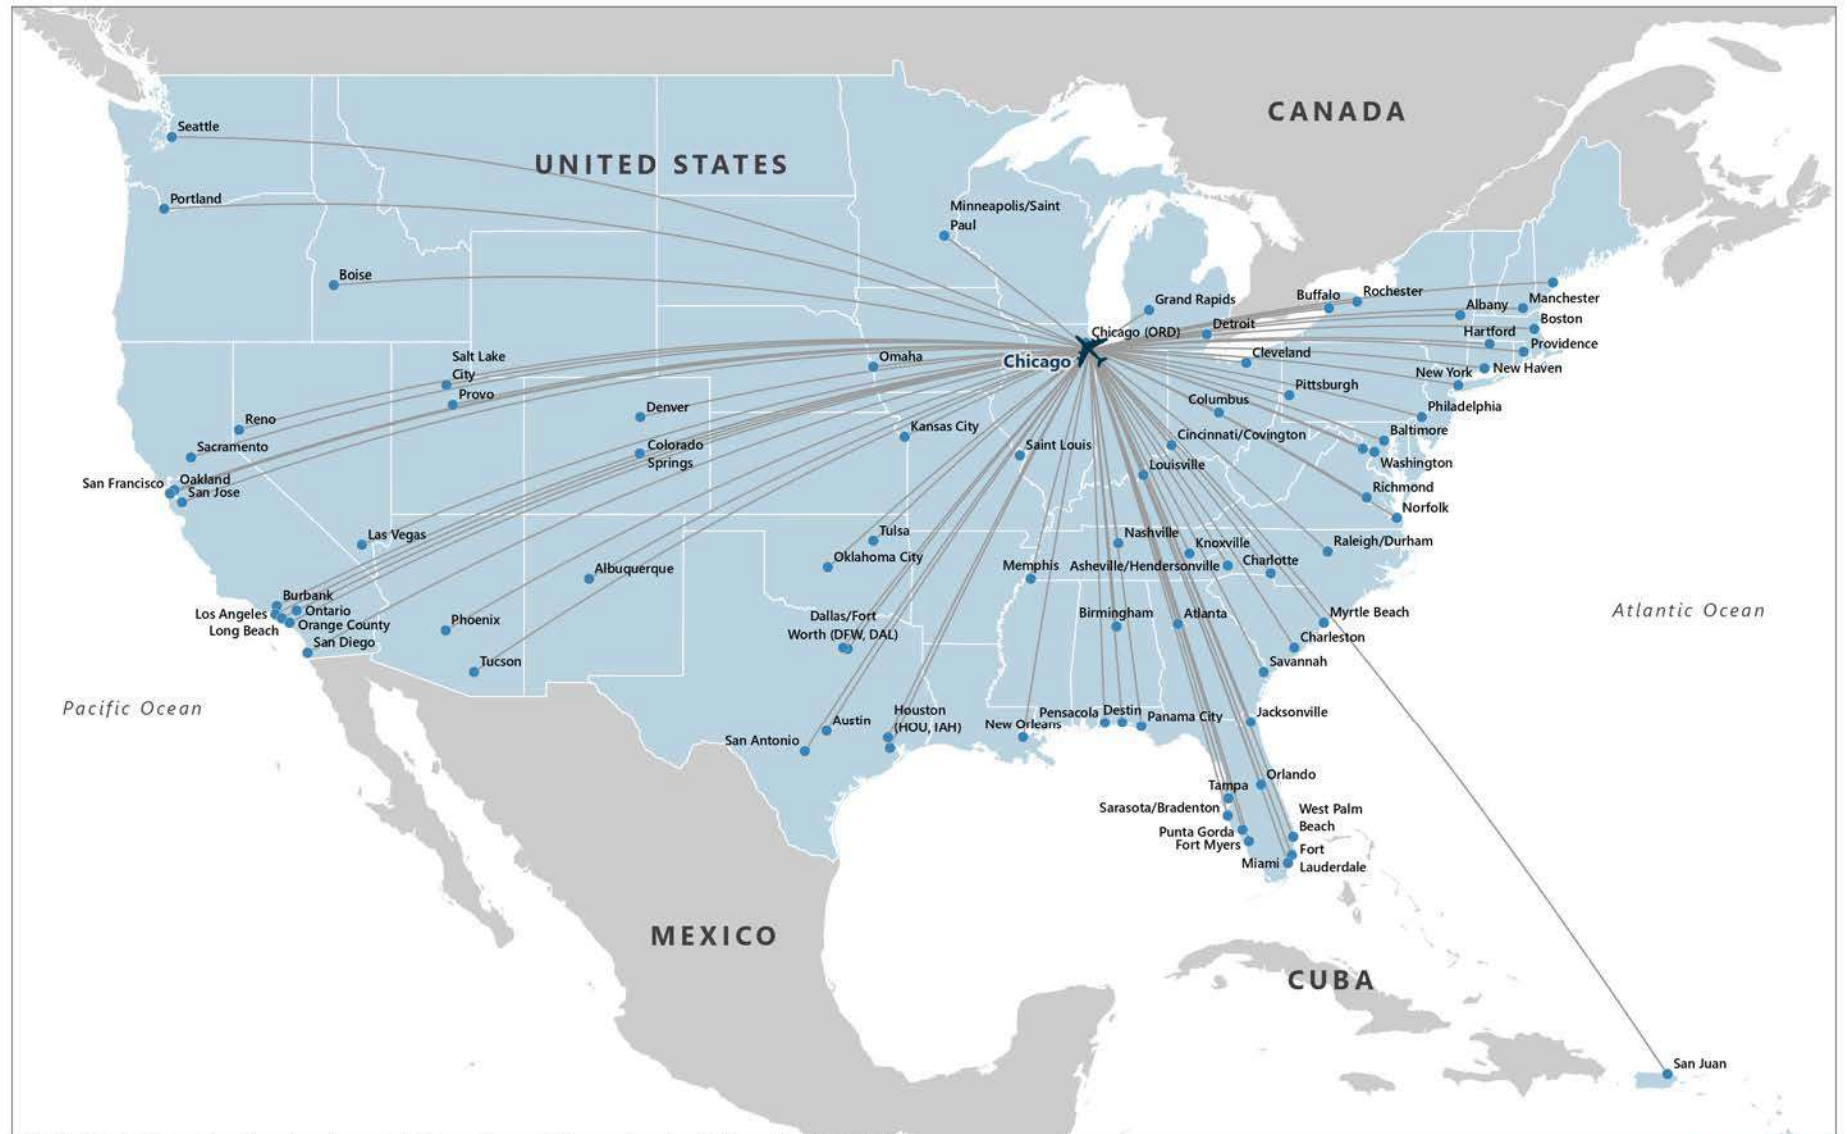 CANADA
Seattle
UNITED STATES
Portland
Minneapolis/Saint
Paul
Boise
Grand Rapids
Buffalo
Rochester
Albany
Manchester
Boston
Chicago (ORD)
Detroit
Hartford
Providence
Chicago
Cleveland
Salt Lake
City
Omaha
New York
New Haven
Provo
Pittsburgh
Columbus
Denver
Philadelphia
Reno
Kansas City
Baltimore
Sacramento
Colorado
Springs
Saint Louis
Cincinnati/Covington
Louisville
Washington
San Francisco
Oakland
San Jose
Richmond
Norfolk
Las Vegas
Tulsa
Nashville
Knoxville
Raleigh/Durham
Oklahoma City
Albuquerque
Memphis
Asheville/Hendersonville
Charlotte
Burbank
Los Angeles
Ontario
Long Beach
Orange County
San Diego
Phoenix
Dallas/Fort
Worth (DFW, DAL)
Birmingham
Atlanta
Myrtle Beach
Atlantic Ocean
Charleston
Tucson
Savannah
Pacific Ocean
Houston
(HOU, IAH)
Austin
San Antonio
New Orleans
Pensacola
Destin
Panama City
Jacksonville
Tampa
Orlando
Sarasota/Bradenton
West Palm
Beach
Punta Gorda
Fort Myers
Miami
Fort
Lauderdale
MEXICO
CUBA
San Juan